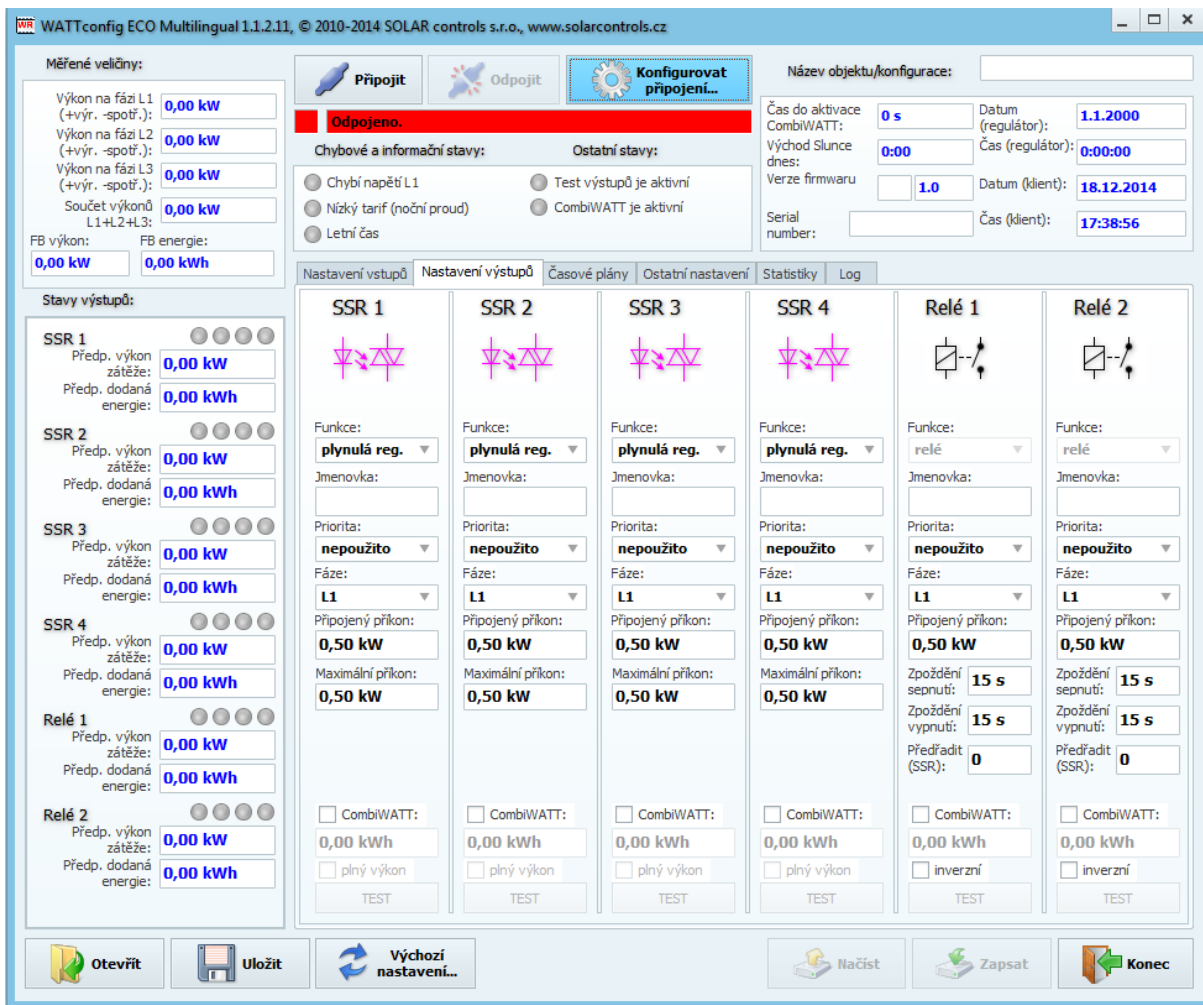 WATTconfig ECO Multilingual 1.1.2.11, © 2010-2014 SOLAR controls s.r.o., www.solarcontrols.cz
Měřené veličiny:
Výkon na fázi L1
(+výr. -spotř.):
0,00 kW
Výkon na fázi L2
(+výr. -spotř.):
0,00 kW
Výkon na fázi L3
(+výr. -spotř.):
0,00 kW
Součet výkonů
L1+L2+L3:
0,00 kW
FB výkon: FB energie:
0,00 kW 0,00 kWh
Připojit
Odpojit
Konfigurovat
připojení...
Odpojeno.
Chybové a informační stavy: Ostatní stavy:
Chybí napětí L1 Test výstupů je aktivní
Nízký tarif (noční proud) CombiWATT je aktivní
Letní čas
Název objektu/konfigurace:
Čas do aktivace
CombiWATT:
0 s
Datum
(regulátor):
1.1.2000
Východ Slunce
dnes:
0:00
Čas (regulátor):
0:00:00
Verze firmwaru
1.0
Datum (klient):
18.12.2014
Serial
number:
Čas (klient):
17:38:56
Stavy výstupů:
SSR 1
Předp. výkon
zátěže:
0,00 kW
Předp. dodaná
energie:
0,00 kWh
SSR 2
Předp. výkon
zátěže:
0,00 kW
Předp. dodaná
energie:
0,00 kWh
SSR 3
Předp. výkon
zátěže:
0,00 kW
Předp. dodaná
energie:
0,00 kWh
SSR 4
Předp. výkon
zátěže:
0,00 kW
Předp. dodaná
energie:
0,00 kWh
Relé 1
Předp. výkon
zátěže:
0,00 kW
Předp. dodaná
energie:
0,00 kWh
Relé 2
Předp. výkon
zátěže:
0,00 kW
Předp. dodaná
energie:
0,00 kWh
Nastavení vstupů Nastavení výstupů Časové plány Ostatní nastavení Statistiky Log
SSR 1
Funkce:
plynulá reg.
Jmenovka:
Priorita:
nepoužito
Fáze:
L1
Připojený příkon:
0,50 kW
Maximální příkon:
0,50 kW
CombiWATT:
0,00 kWh
plný výkon
TEST
SSR 2
Funkce:
plynulá reg.
Jmenovka:
Priorita:
nepoužito
Fáze:
L1
Připojený příkon:
0,50 kW
Maximální příkon:
0,50 kW
CombiWATT:
0,00 kWh
plný výkon
TEST
SSR 3
Funkce:
plynulá reg.
Jmenovka:
Priorita:
nepoužito
Fáze:
L1
Připojený příkon:
0,50 kW
Maximální příkon:
0,50 kW
CombiWATT:
0,00 kWh
plný výkon
TEST
SSR 4
Funkce:
plynulá reg.
Jmenovka:
Priorita:
nepoužito
Fáze:
L1
Připojený příkon:
0,50 kW
Maximální příkon:
0,50 kW
CombiWATT:
0,00 kWh
plný výkon
TEST
Relé 1
Funkce:
relé
Jmenovka:
Priorita:
nepoužito
Fáze:
L1
Připojený příkon:
0,50 kW
Zpoždění
sepnutí:
15 s
Zpoždění
vypnutí:
15 s
Předřadit
(SSR):
0
CombiWATT:
0,00 kWh
inverzní
TEST
Relé 2
Funkce:
relé
Jmenovka:
Priorita:
nepoužito
Fáze:
L1
Připojený příkon:
0,50 kW
Zpoždění
sepnutí:
15 s
Zpoždění
vypnutí:
15 s
Předřadit
(SSR):
0
CombiWATT:
0,00 kWh
inverzní
TEST
Otevřít
Uložit
Výchozí
nastavení...
Načíst
Zapsat
Konec